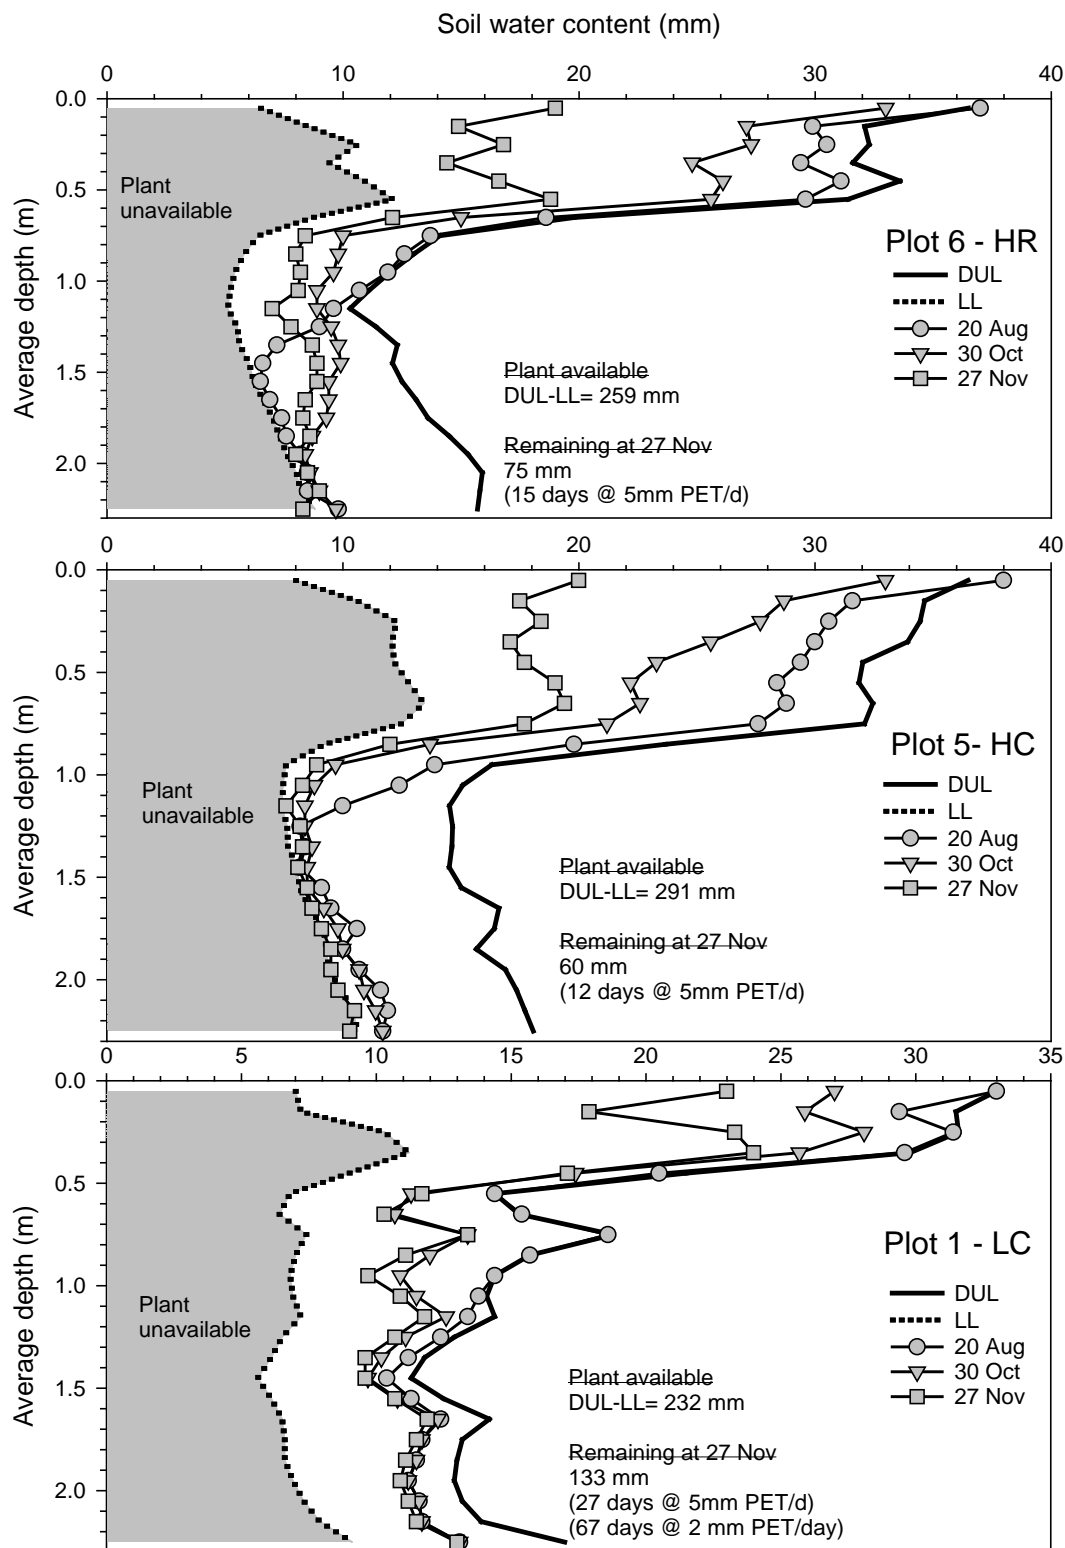 Soil water content (mm)
0 10 20 30 40
0.0
0.5
1.0
1.5
2.0
Average depth (m)
Plant
unavailable
Plot 6 - HR
DUL
LL
20 Aug
30 Oct
27 Nov
Plant available
DUL-LL= 259 mm
Remaining at 27 Nov
75 mm
(15 days @ 5mm PET/d)
0 10 20 30 40
0.0
0.5
1.0
1.5
2.0
Average depth (m)
Plant
unavailable
Plot 5- HC
DUL
LL
20 Aug
30 Oct
27 Nov
Plant available
DUL-LL= 291 mm
Remaining at 27 Nov
60 mm
(12 days @ 5mm PET/d)
0 5 10 15 20 25 30 35
0.0
0.5
1.0
1.5
2.0
Average depth (m)
Plant
unavailable
Plot 1 - LC
DUL
LL
20 Aug
30 Oct
27 Nov
Plant available
DUL-LL= 232 mm
Remaining at 27 Nov
133 mm
(27 days @ 5mm PET/d)
(67 days @ 2 mm PET/day)